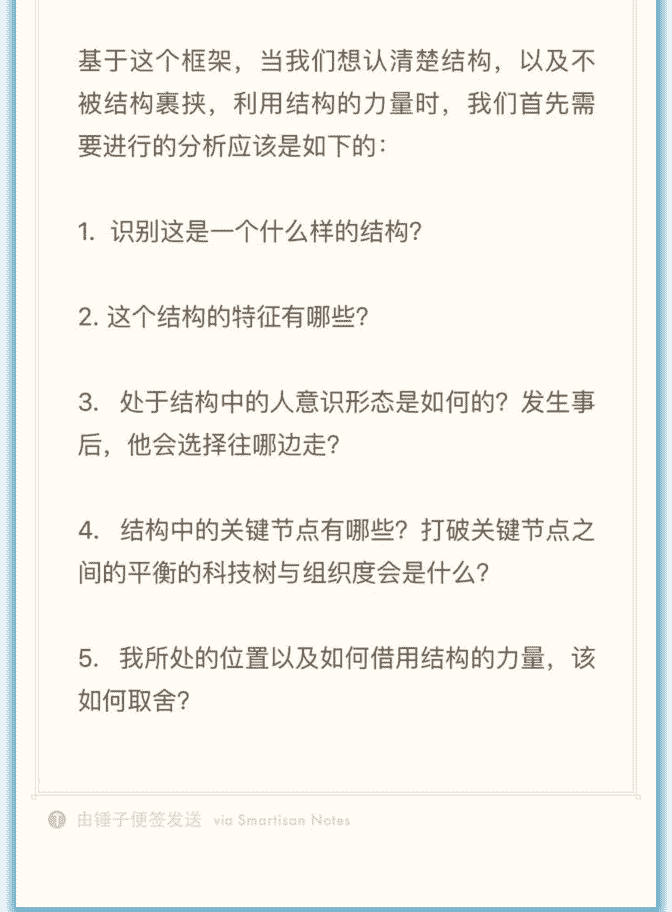 基于这个框架，当我们想认清楚结构，以及不
被结构裹挟，利用结构的力量时，我们首先需
要进行的分析应该是如下的：
1. 识别这是一个什么样的结构？
2. 这个结构的特征有哪些？
3. 处于结构中的人意识形态是如何的？发生事
后，他会选择往哪边走？
4. 结构中的关键节点有哪些？打破关键节点之
间的平衡的科技树与组织度会是什么？
5. 我所处的位置以及如何借用结构的力量，该
如何取舍？
由锤子便签发送 via Smartisan Notes